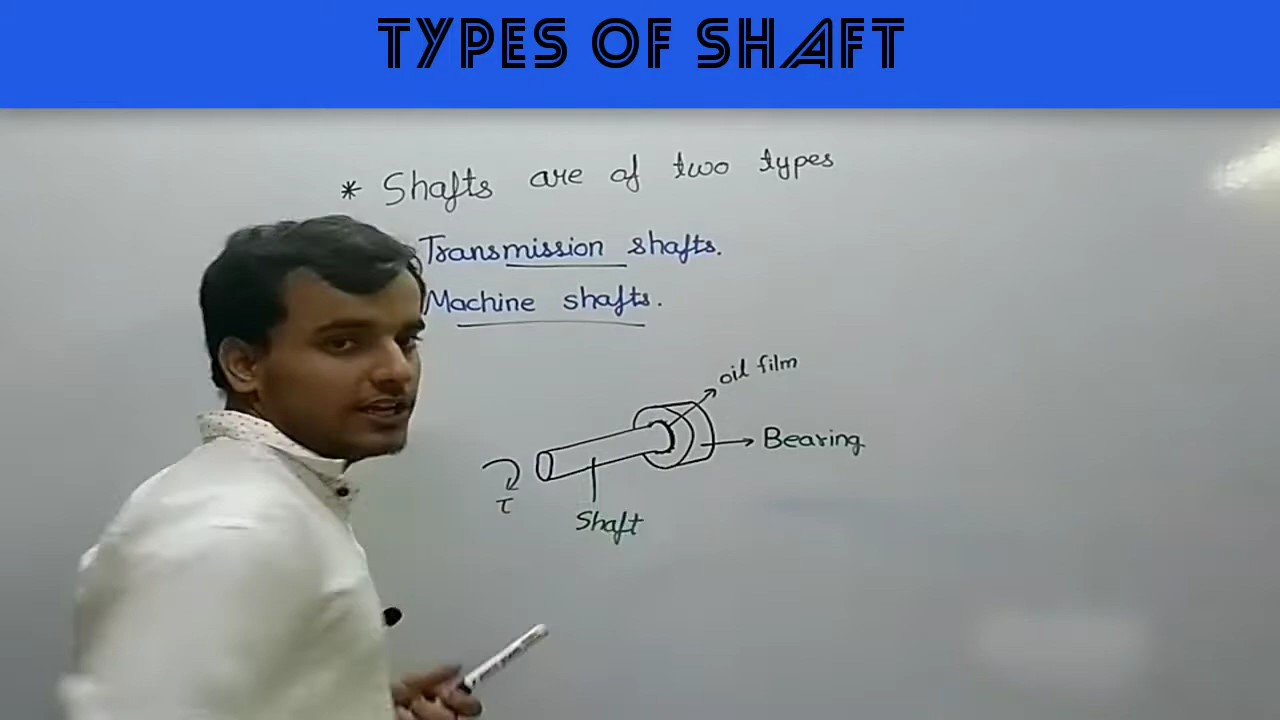 TYPES OF SHAFT
* Shafts are of two types
Transmission shafts.
Machine shafts.
oil film
Bearing
τ
Shaft